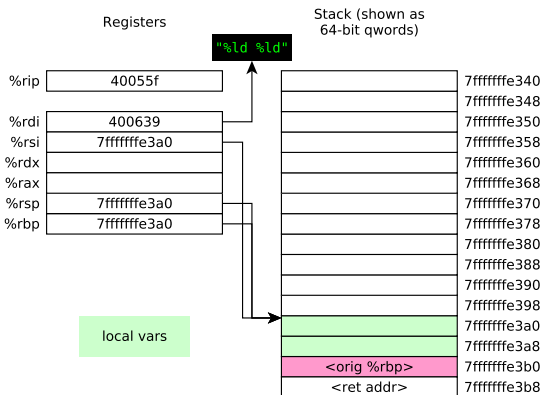 Registers
Stack (shown as
64-bit qwords)
"%ld %ld"
%rip 40055f
%rdi 400639
%rsi 7fffffffe3a0
%rdx
%rax
%rsp 7fffffffe3a0
%rbp 7fffffffe3a0
local vars
7fffffffe340
7fffffffe348
7fffffffe350
7fffffffe358
7fffffffe360
7fffffffe368
7fffffffe370
7fffffffe378
7fffffffe380
7fffffffe388
7fffffffe390
7fffffffe398
7fffffffe3a0
7fffffffe3a8
<orig %rbp> 7fffffffe3b0
<ret addr> 7fffffffe3b8